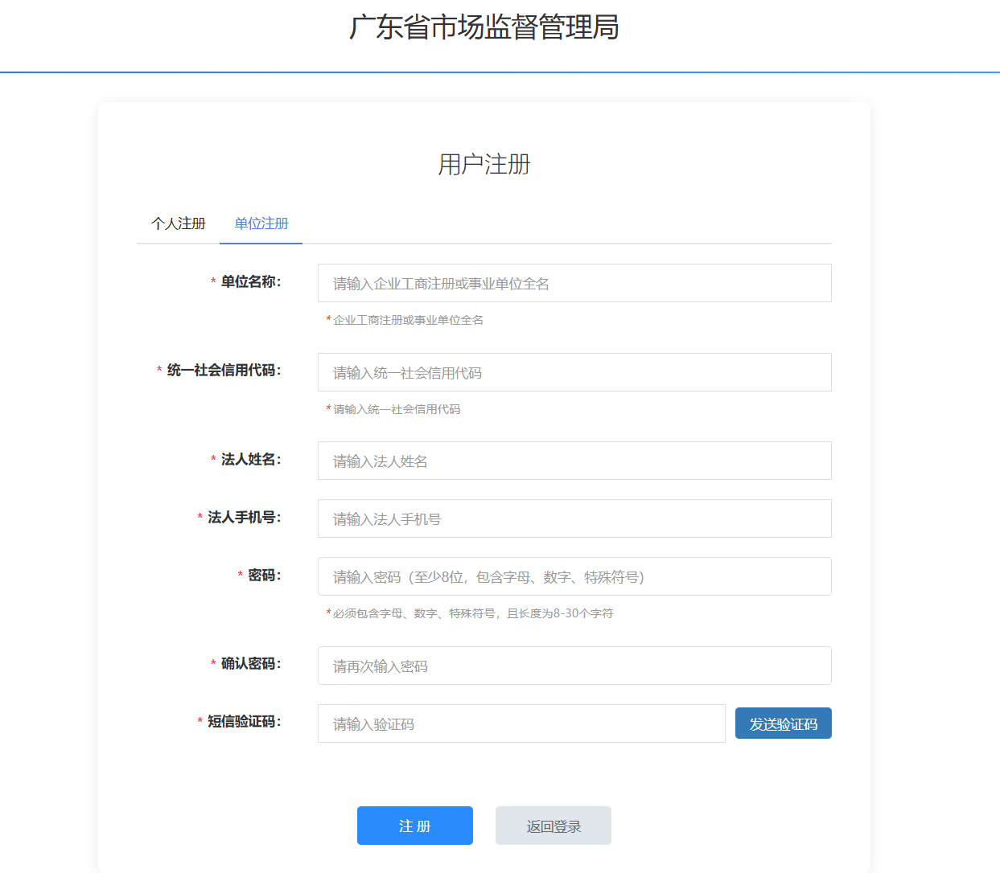 广东省市场监督管理局
用户注册
个人注册 单位注册
* 单位名称： 请输入企业工商注册或事业单位全名
*企业工商注册或事业单位全名
* 统一社会信用代码： 请输入统一社会信用代码
*请输入统一社会信用代码
* 法人姓名： 请输入法人姓名
* 法人手机号： 请输入法人手机号
* 密码： 请输入密码（至少8位，包含字母、数字、特殊符号）
*必须包含字母、数字、特殊符号，且长度为8-30个字符
* 确认密码： 请再次输入密码
* 短信验证码： 请输入验证码 发送验证码
注 册 返回登录